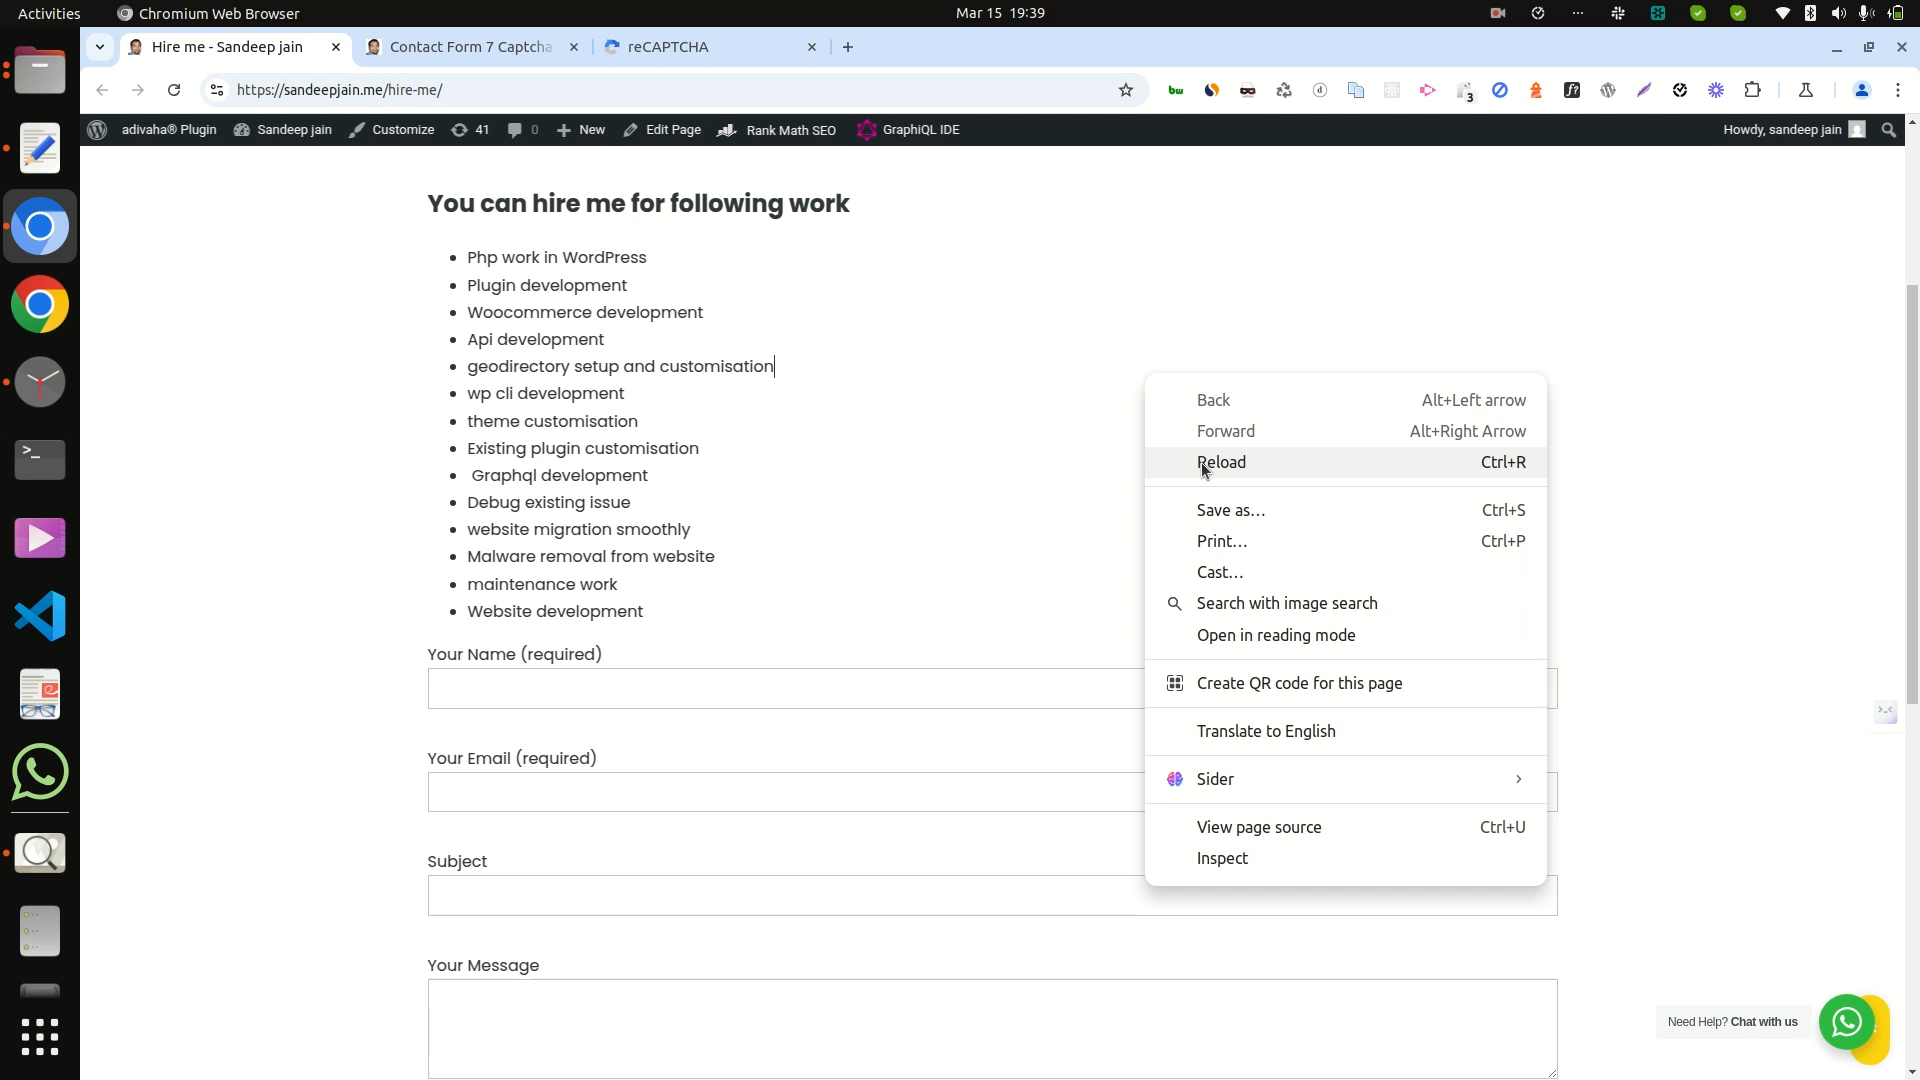 Activities
Chromium Web Browser
Mar 15 19:39
Hire me - Sandeep jain
Contact Form 7 Captcha
reCAPTCHA
https://sandeepjain.me/hire-me/
bw
3
f?
adivaha® Plugin
Sandeep jain
Customize
41
0
New
Edit Page
Rank Math SEO
GraphiQL IDE
Howdy, sandeep jain
You can hire me for following work
Php work in WordPress
Plugin development
Woocommerce development
Api development
geodirectory setup and customisation
wp cli development
theme customisation
Existing plugin customisation
Graphql development
Debug existing issue
website migration smoothly
Malware removal from website
maintenance work
Website development
Your Name (required)
Your Email (required)
Subject
Your Message
Back Alt+Left arrow
Forward Alt+Right Arrow
Reload Ctrl+R
Save as... Ctrl+S
Print... Ctrl+P
Cast...
Search with image search
Open in reading mode
Create QR code for this page
Translate to English
Sider
View page source Ctrl+U
Inspect
Need Help? Chat with us